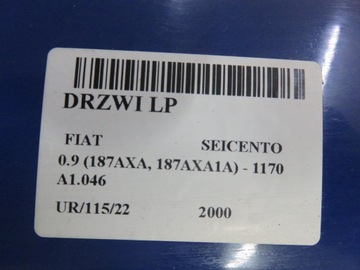 DRZWI LP
FIAT SEICENTO
0.9 (187AXA, 187AXA1A) - 1170
A1.046
UR/115/22 2000